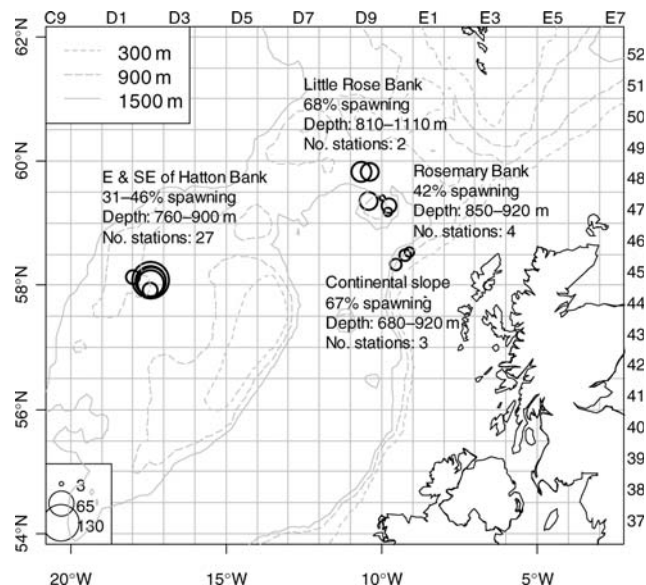 C9 D1 D3 D5 D7 D9 E1 E3 E5 E7
62°N
60°N
58°N
56°N
54°N
300 m
900 m
1500 m
Little Rose Bank
68% spawning
Depth: 810–1110 m
No. stations: 2
E & SE of Hatton Bank
31–46% spawning
Depth: 760–900 m
No. stations: 27
Rosemary Bank
42% spawning
Depth: 850–920 m
No. stations: 4
Continental slope
67% spawning
Depth: 680–920 m
No. stations: 3
52
51
50
49
48
47
46
45
44
43
42
41
40
39
38
37
3
65
130
20°W 15°W 10°W 5°W